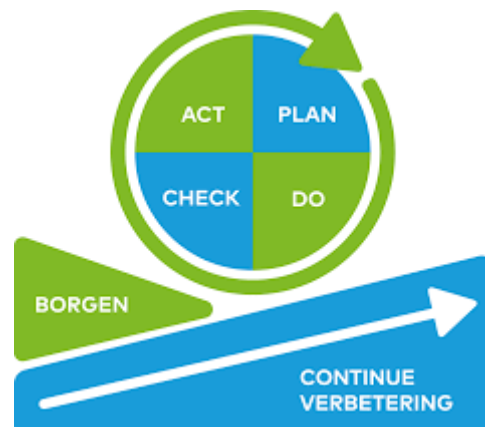 ACT
PLAN
CHECK
DO
BORGEN
CONTINUE
VERBETERING